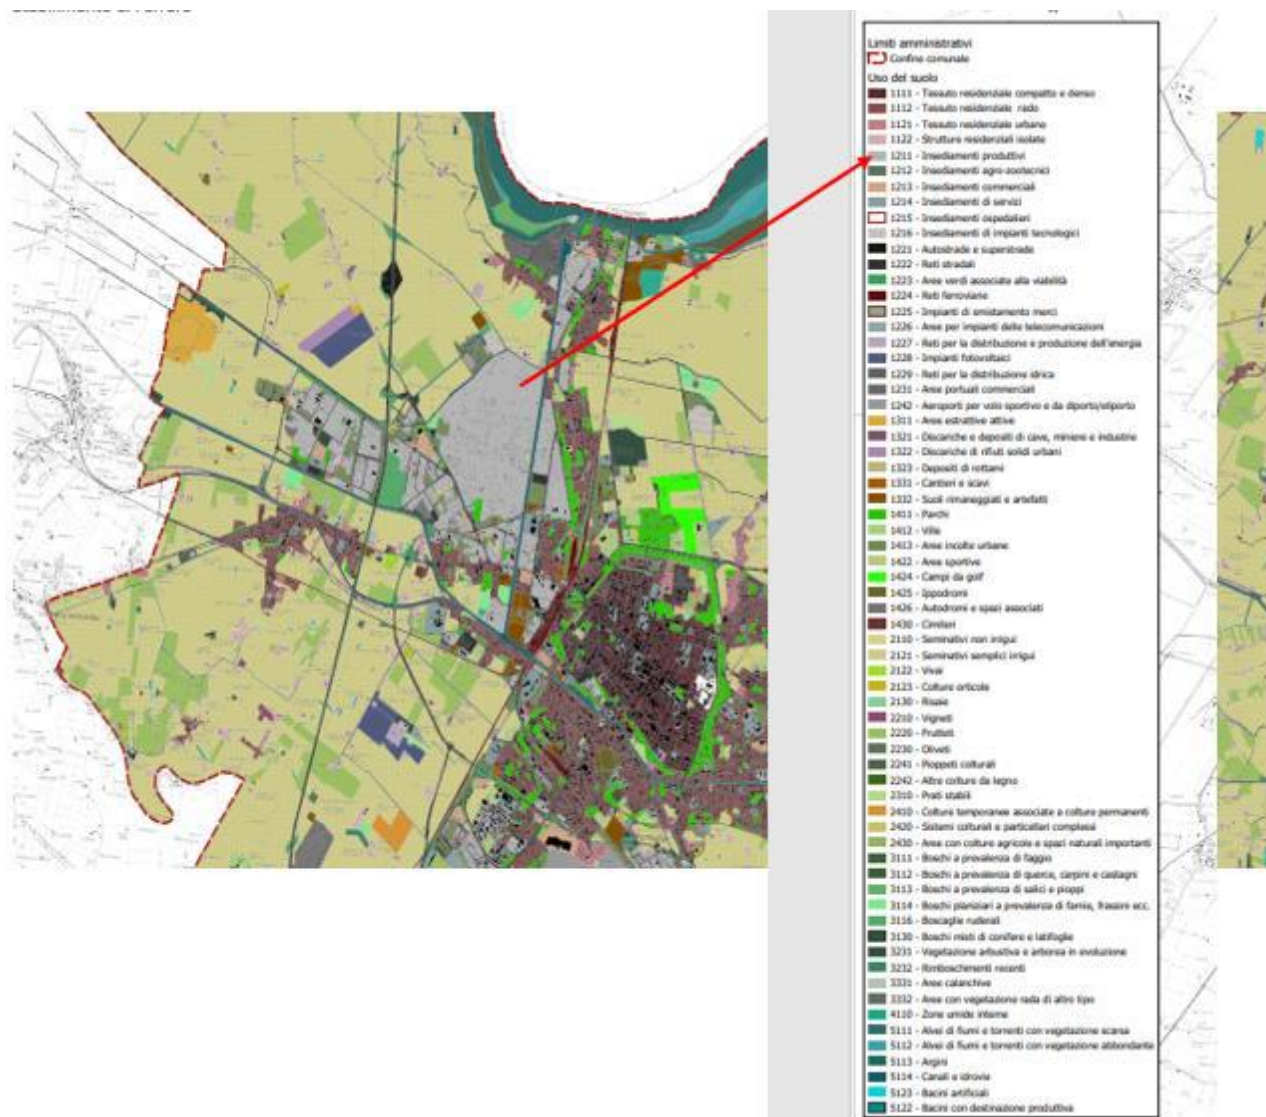 Limiti amministrativi
Confine comunale
Uso del suolo
1111 - Tessuto residenziale compatto e denso
1112 - Tessuto residenziale rado
1121 - Tessuto residenziale urbano
1122 - Strutture residenziali isolate
1211 - Insediamenti produttivi
1212 - Insediamenti agro-zootecnici
1213 - Insediamenti commerciali
1214 - Insediamenti di servizi
1215 - Insediamenti ospedalieri
1216 - Insediamenti di impianti tecnologici
1221 - Autostrade e superstrade
1222 - Reti stradali
1223 - Aree verdi associate alla viabilità
1224 - Reti ferroviarie
1225 - Impianti di smistamento merci
1226 - Aree per impianti delle telecomunicazioni
1227 - Reti per la distribuzione e produzione dell'energia
1228 - Impianti fotovoltaici
1229 - Reti per la distribuzione idrica
1231 - Aree portuali commerciali
1242 - Aeroporti per volo sportivo e da diporto/eliporto
1311 - Aree estrattive attive
1321 - Discariche e depositi di cave, miniere e industrie
1322 - Discariche di rifiuti solidi urbani
1323 - Depositi di rottami
1331 - Cantieri e scavi
1332 - Suoli rimaneggiati e artefatti
1411 - Parchi
1412 - Ville
1413 - Aree incolte urbane
1422 - Aree sportive
1424 - Campi da golf
1425 - Ippodromi
1426 - Autodromi e spazi associati
1430 - Cimiteri
2110 - Seminativi non irrigui
2121 - Seminativi semplici irrigui
2122 - Vivai
2123 - Colture orticole
2130 - Risaie
2210 - Vigneti
2220 - Frutteti
2230 - Oliveti
2241 - Pioppeti colturali
2242 - Altre colture da legno
2310 - Prati stabili
2410 - Colture temporanee associate a colture permanenti
2420 - Sistemi colturali e particellari complessi
2430 - Aree con colture agricole e spazi naturali importanti
3111 - Boschi a prevalenza di faggio
3112 - Boschi a prevalenza di querce, carpini e castagni
3113 - Boschi a prevalenza di salici e pioppi
3114 - Boschi planiziari a prevalenza di farnie, frassini ecc.
3116 - Boscaglie ruderali
3130 - Boschi misti di conifere e latifoglie
3231 - Vegetazione arbustiva e arborea in evoluzione
3232 - Rimboschimenti recenti
3331 - Aree calanchive
3332 - Aree con vegetazione rada di altro tipo
4110 - Zone umide interne
5111 - Alvei di fiumi e torrenti con vegetazione scarsa
5112 - Alvei di fiumi e torrenti con vegetazione abbondante
5113 - Argini
5114 - Canali e idrovie
5123 - Bacini artificiali
5122 - Bacini con destinazione produttiva